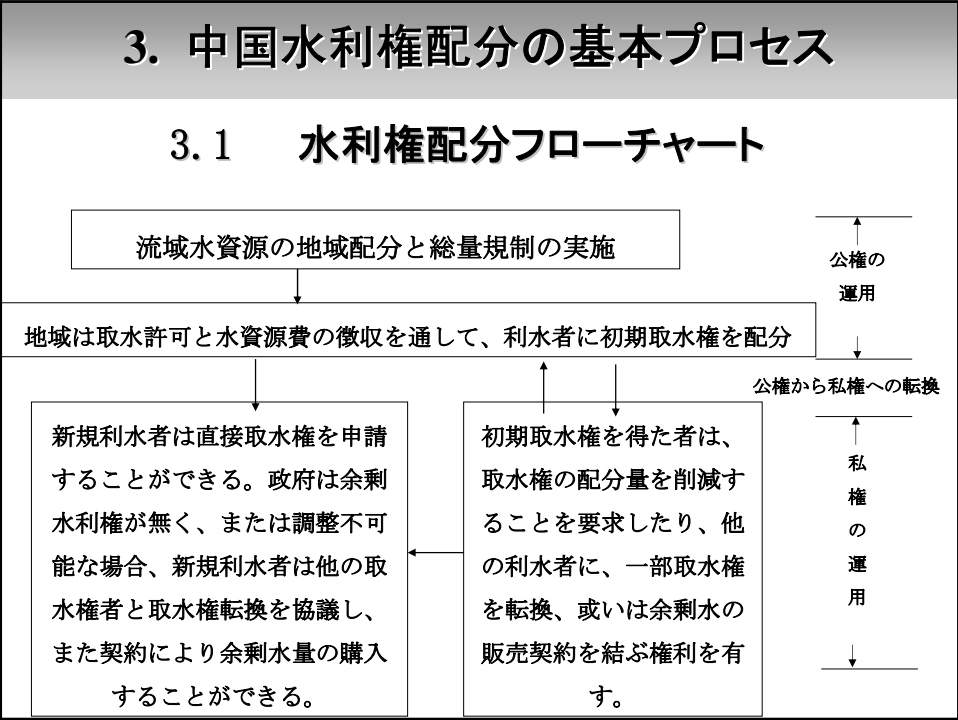 3. 中国水利権配分の基本プロセス
3.1 水利権配分フローチャート
流域水資源の地域配分と総量規制の実施
地域は取水許可と水資源費の徴収を通して、利水者に初期取水権を配分
新規利水者は直接取水権を申請
することができる。政府は余剰
水利権が無く、または調整不可
能な場合、新規利水者は他の取
水権者と取水権転換を協議し、
また契約により余剰水量の購入
することができる。
初期取水権を得た者は、
取水権の配分量を削減す
ることを要求したり、他
の利水者に、一部取水権
を転換、或いは余剰水の
販売契約を結ぶ権利を有
す。
公権の
運用
公権から私権への転換
私
権
の
運
用